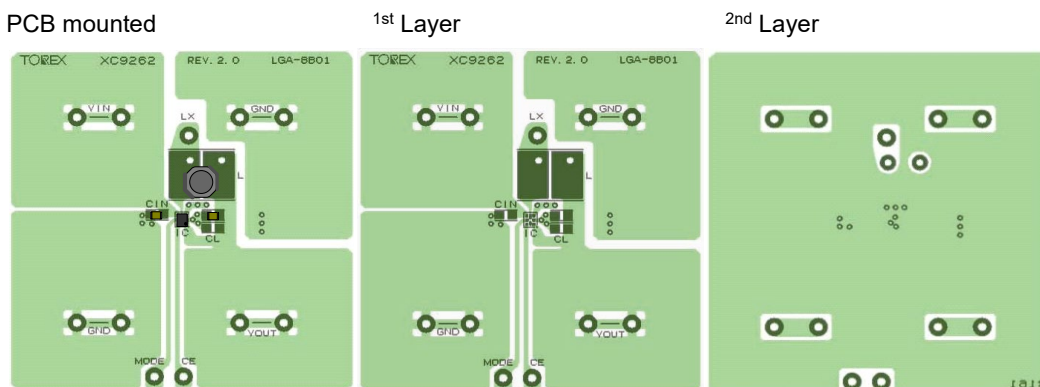 PCB mounted
1st Layer
2nd Layer
TOREX XC9262 REV. 2. 0 LGA-8B01
VIN
GND
LX
L
CIN
IC
CL
GND
VOUT
MODE
CE
TOREX XC9262 REV. 2. 0 LGA-8B01
VIN
GND
LX
L
CIN
IC
CL
GND
VOUT
MODE
CE